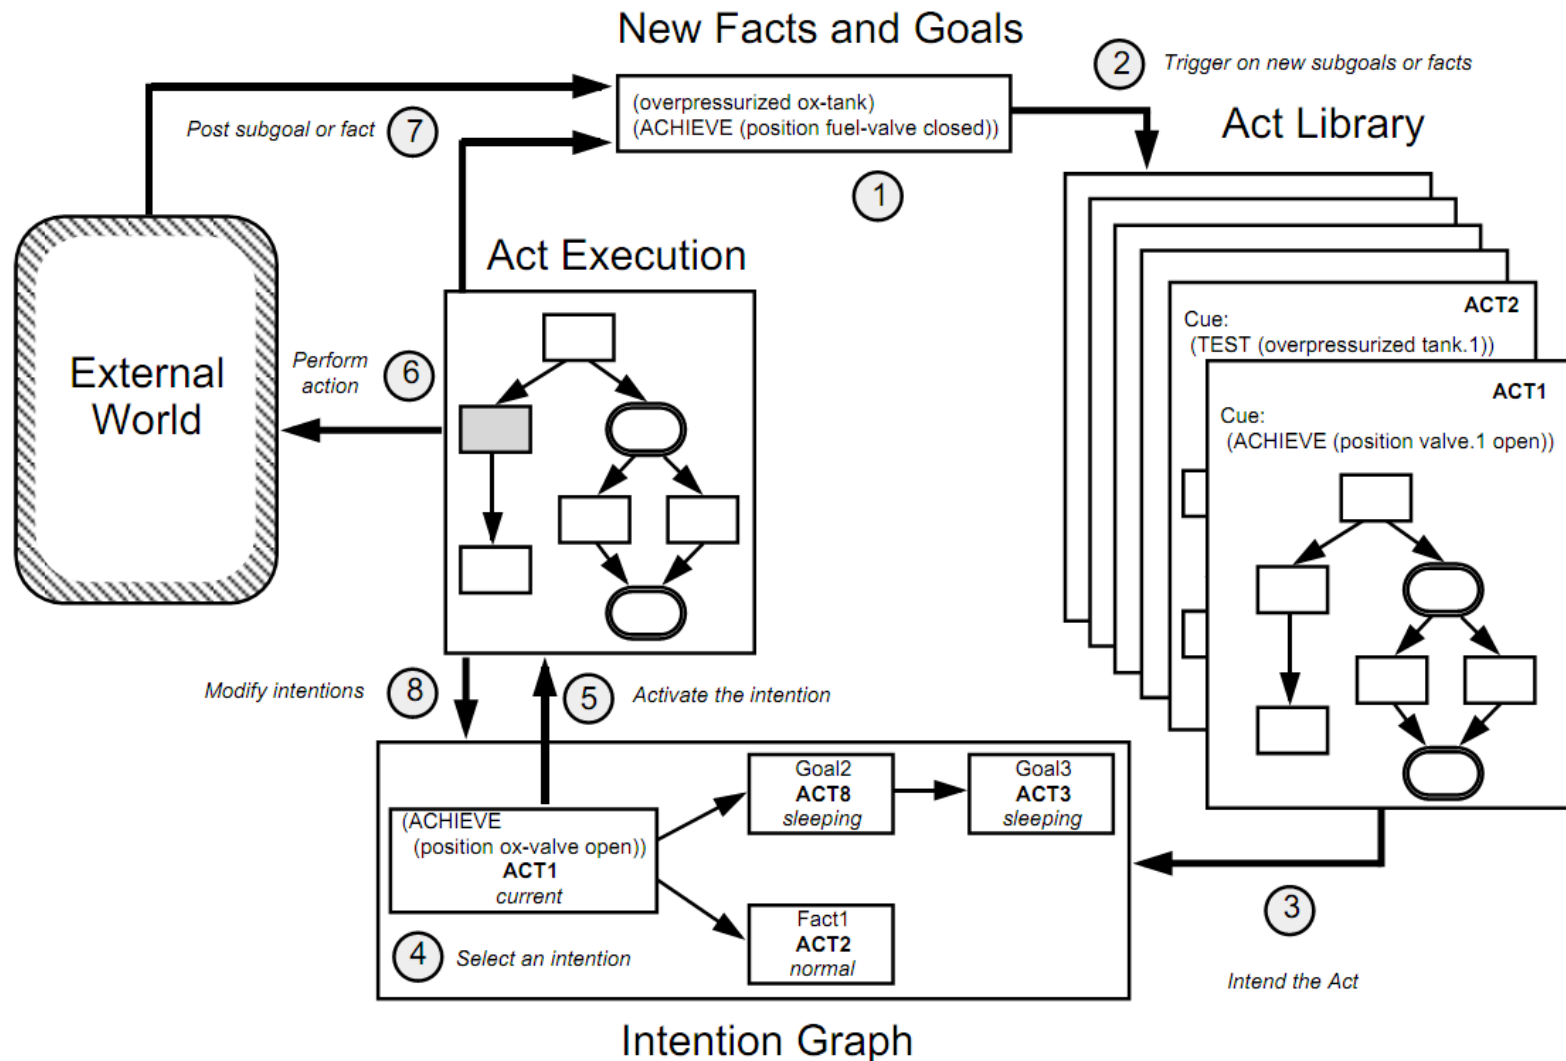 New Facts and Goals
2
Trigger on new subgoals or facts
(overpressurized ox-tank)
(ACHIEVE (position fuel-valve closed))
Post subgoal or fact
7
Act Library
1
Act Execution
ACT2
Cue:
(TEST (overpressurized tank.1))
External
World
Perform
action
6
ACT1
Cue:
(ACHIEVE (position valve.1 open))
Modify intentions
8
5
Activate the intention
Goal2
ACT8
sleeping
Goal3
ACT3
sleeping
(ACHIEVE
(position ox-valve open))
ACT1
current
3
Fact1
ACT2
normal
4
Select an intention
Intend the Act
Intention Graph